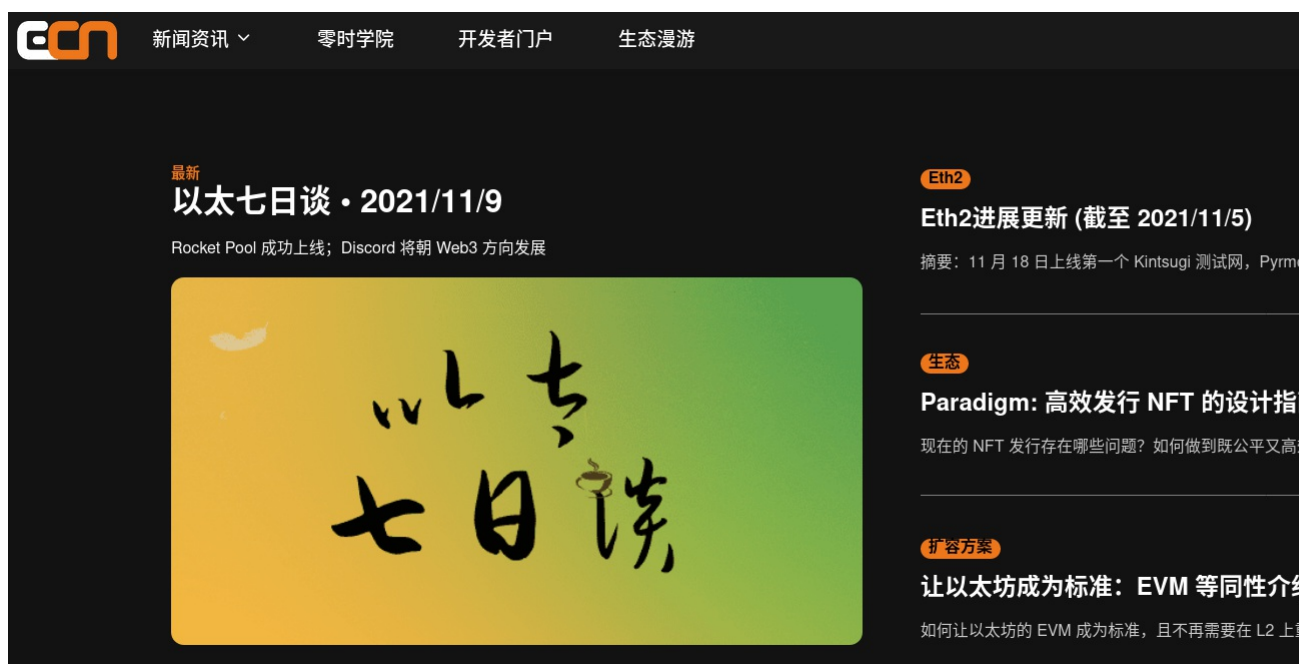 ECN
新闻资讯
零时学院
开发者门户
生态漫游
最新
以太七日谈 • 2021/11/9
Rocket Pool 成功上线；Discord 将朝 Web3 方向发展
以太
七日谈
Eth2
Eth2进展更新 (截至 2021/11/5)
摘要：11 月 18 日上线第一个 Kintsugi 测试网，
生态
Paradigm: 高效发行 NFT 的设计指
现在的 NFT 发行存在哪些问题？如何做到既公平又高
扩容方案
让以太坊成为标准：EVM 等同性介
如何让以太坊的 EVM 成为标准，且不再需要在 L2 上